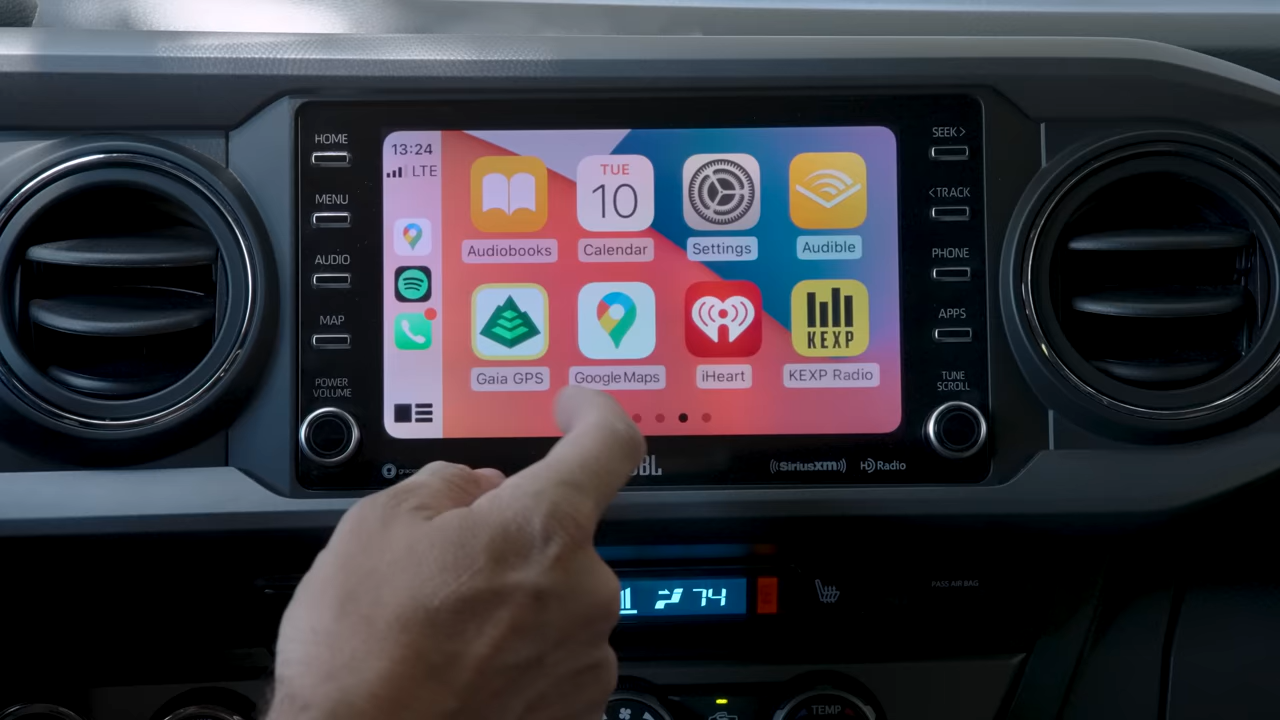 HOME
MENU
AUDIO
MAP
POWER
VOLUME
13:24
LTE
TUE
10
Audiobooks
Calendar
Settings
Audible
KEXP
Gaia GPS
Google Maps
iHeart
KEXP Radio
SEEK >
< TRACK
PHONE
APPS
TUNE
SCROLL
JBL
((SiriusXM))
HD Radio
74
PASS AIR BAG
TEMP